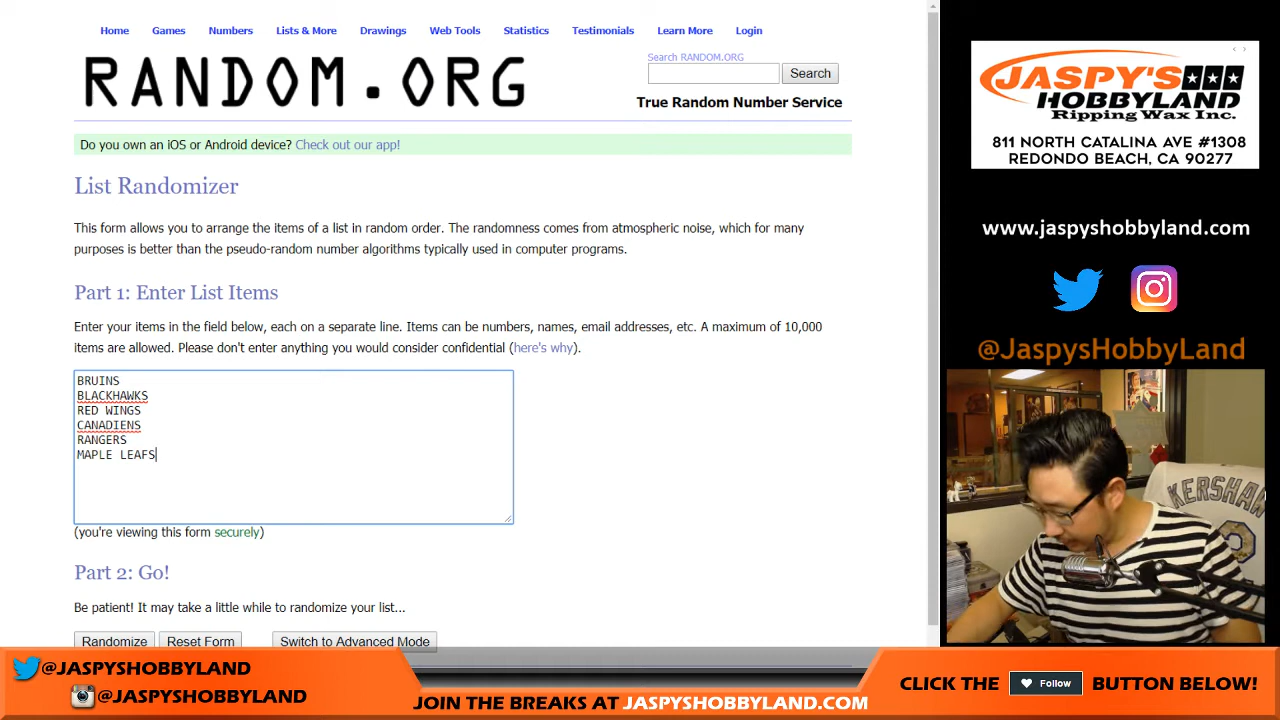 Home Games Numbers Lists & More Drawings Web Tools Statistics Testimonials Learn More Login
RANDOM.ORG
Search RANDOM.ORG
Search
True Random Number Service
Do you own an iOS or Android device? Check out our app!
List Randomizer
This form allows you to arrange the items of a list in random order. The randomness comes from atmospheric noise, which for many
purposes is better than the pseudo-random number algorithms typically used in computer programs.
Part 1: Enter List Items
Enter your items in the field below, each on a separate line. Items can be numbers, names, email addresses, etc. A maximum of 10,000
items are allowed. Please don't enter anything you would consider confidential (here's why).
BRUINS
BLACKHAWKS
RED WINGS
CANADIENS
RANGERS
MAPLE LEAFS
(you're viewing this form securely)
Part 2: Go!
Be patient! It may take a little while to randomize your list...
Randomize Reset Form Switch to Advanced Mode
JASPY'S
HOBBYLAND
Ripping Wax Inc.
811 NORTH CATALINA AVE #1308
REDONDO BEACH, CA 90277
www.jaspyshobbyland.com
@JaspysHobbyLand
KERSHAW
@JASPYSHOBBYLAND
@JASPYSHOBBYLAND
JOIN THE BREAKS AT JASPYSHOBBYLAND.COM
CLICK THE Follow BUTTON BELOW!